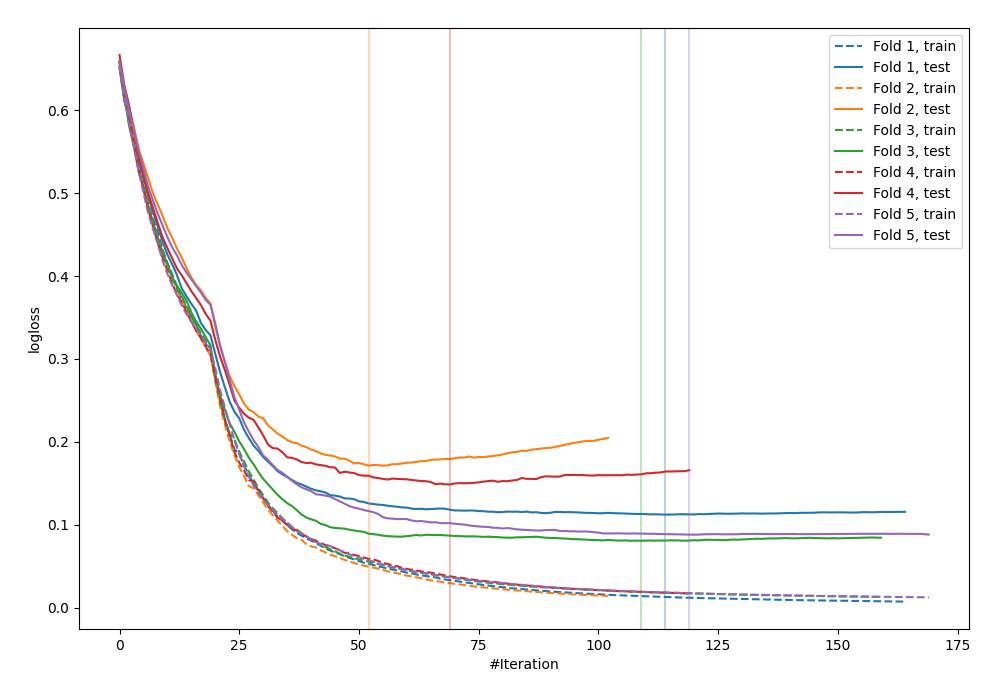 Fold 1, train
Fold 1, test
Fold 2, train
Fold 2, test
Fold 3, train
Fold 3, test
Fold 4, train
Fold 4, test
Fold 5, train
Fold 5, test
logloss
0.6
0.5
0.4
0.3
0.2
0.1
0.0
0 25 50 75 100 125 150 175
#Iteration